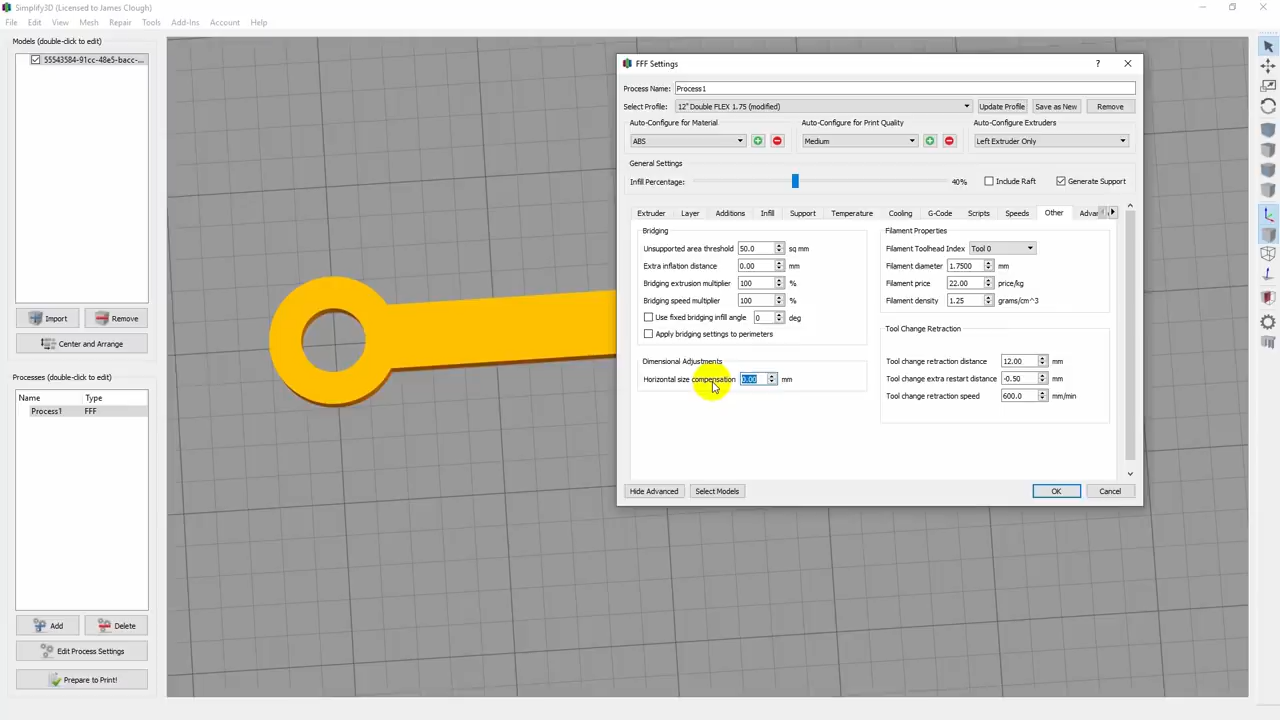 Simplify3D (Licensed to James Clough)
File Edit View Mesh Repair Tools Add-Ins Account Help
Models (double-click to edit)
55543584-91cc-48e5-bacc-...
Import Remove
Center and Arrange
Processes (double-click to edit)
Name Type
Process1 FFF
Add Delete
Edit Process Settings
Prepare to Print!
FFF Settings ?
Process Name: Process1
Select Profile: 12" Double FLEX 1.75 (modified) Update Profile Save as New Remove
Auto-Configure for Material Auto-Configure for Print Quality Auto-Configure Extruders
ABS Medium Left Extruder Only
General Settings
Infill Percentage: 40% Include Raft Generate Support
Extruder Layer Additions Infill Support Temperature Cooling G-Code Scripts Speeds Other Advan
Bridging
Unsupported area threshold 50.0 sq mm
Extra inflation distance 0.00 mm
Bridging extrusion multiplier 100 %
Bridging speed multiplier 100 %
Use fixed bridging infill angle 0 deg
Apply bridging settings to perimeters
Dimensional Adjustments
Horizontal size compensation 0.00 mm
Filament Properties
Filament Toolhead Index Tool 0
Filament diameter 1.7500 mm
Filament price 22.00 price/kg
Filament density 1.25 grams/cm^3
Tool Change Retraction
Tool change retraction distance 12.00 mm
Tool change extra restart distance -0.50 mm
Tool change retraction speed 600.0 mm/min
Hide Advanced Select Models OK Cancel